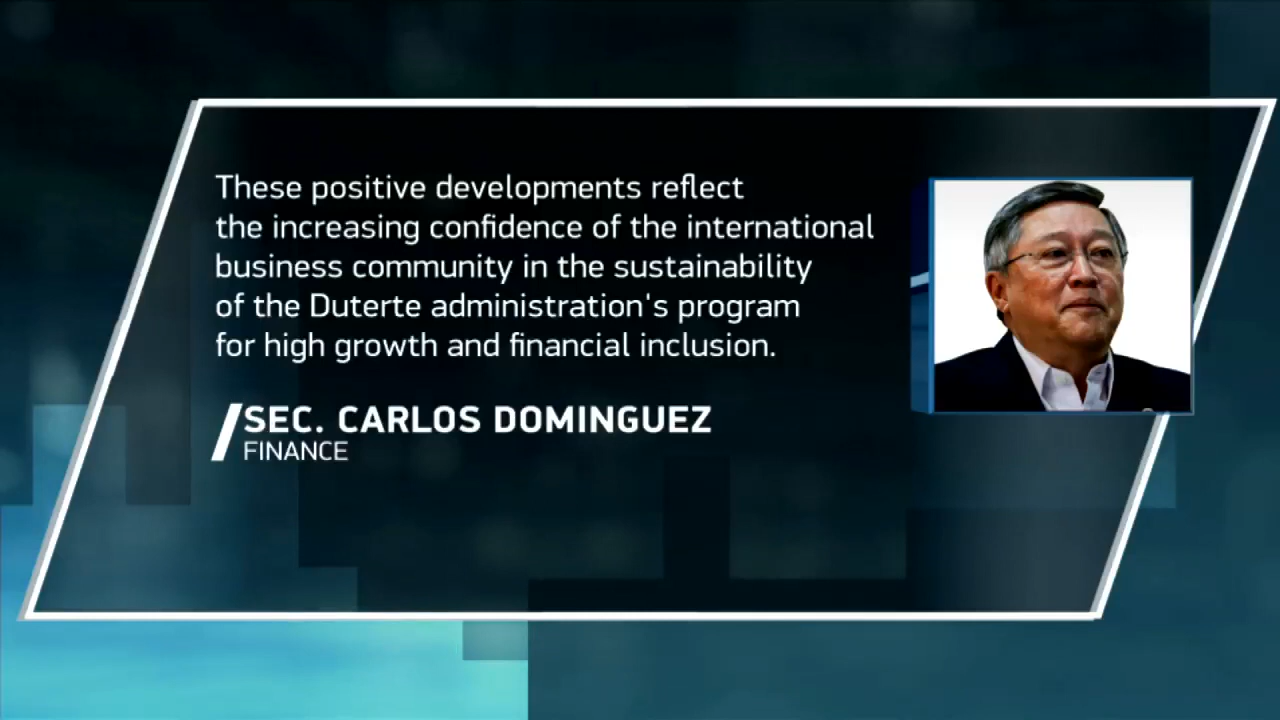 These positive developments reflect
the increasing confidence of the international
business community in the sustainability
of the Duterte administration's program
for high growth and financial inclusion.
SEC. CARLOS DOMINGUEZ
FINANCE